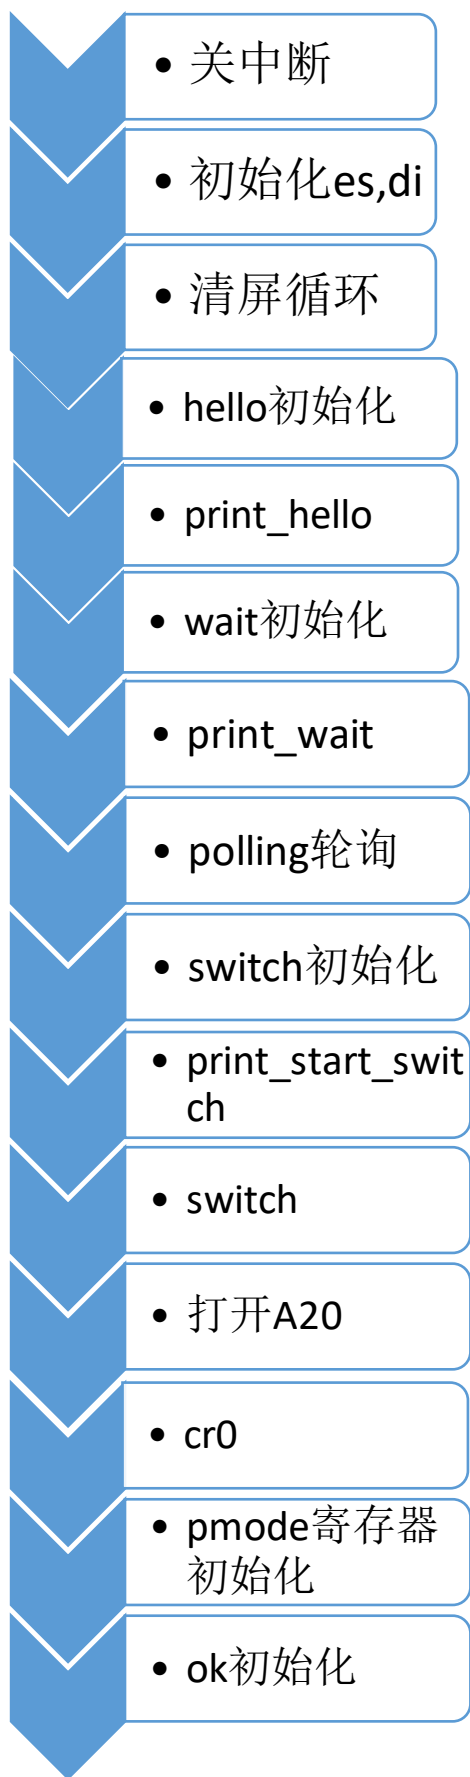 • 关中断
• 初始化es,di
• 清屏循环
• hello初始化
• print_hello
• wait初始化
• print_wait
• polling轮询
• switch初始化
• print_start_swit
ch
• switch
• 打开A20
• cr0
• pmode寄存器
初始化
• ok初始化